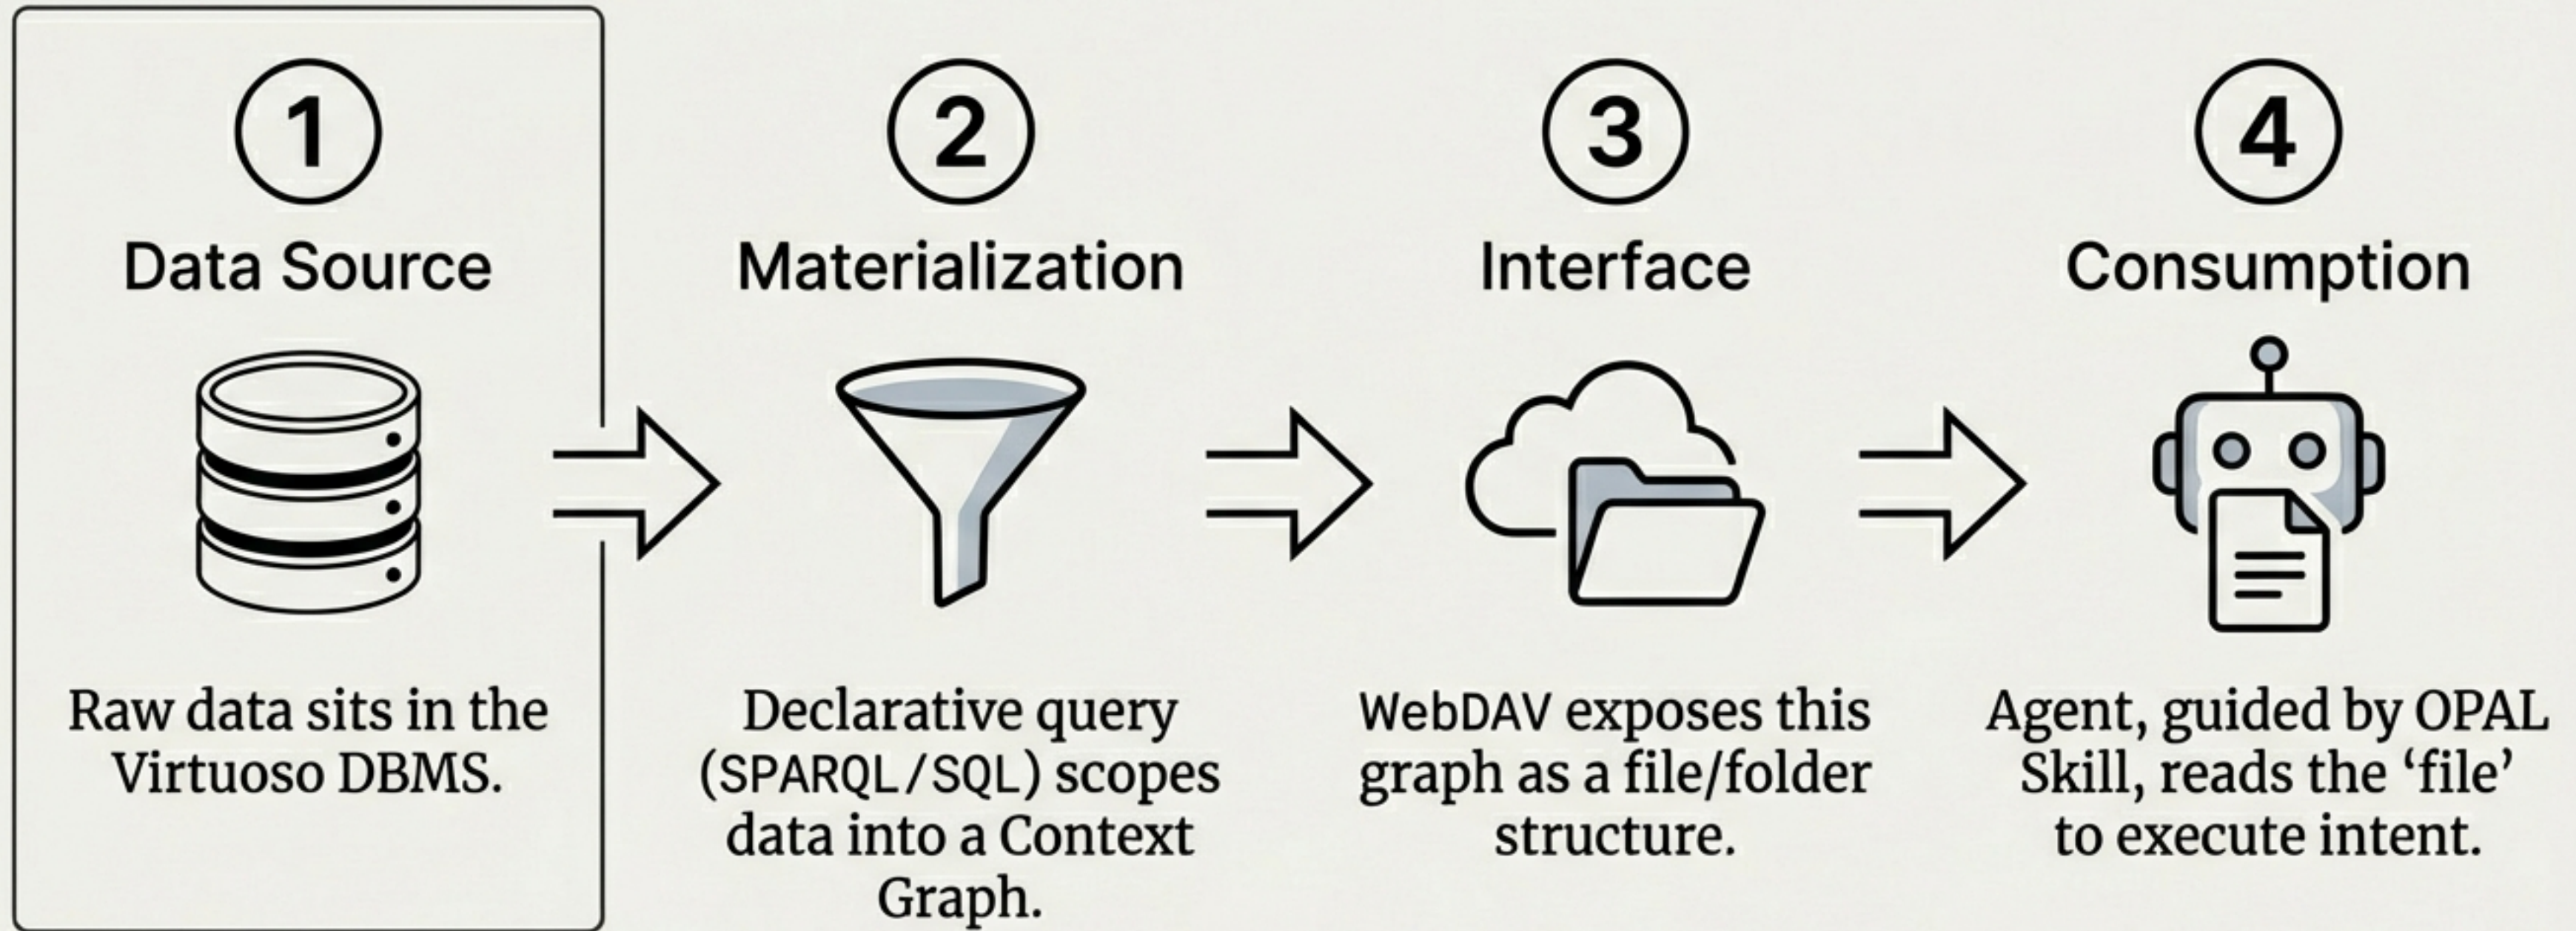 1
Data Source
Raw data sits in the
Virtuoso DBMS.
2
Materialization
Declarative query
(SPARQL/SQL) scopes
data into a Context
Graph.
3
Interface
WebDAV exposes this
graph as a file/folder
structure.
4
Consumption
Agent, guided by OPAL
Skill, reads the ‘file’
to execute intent.